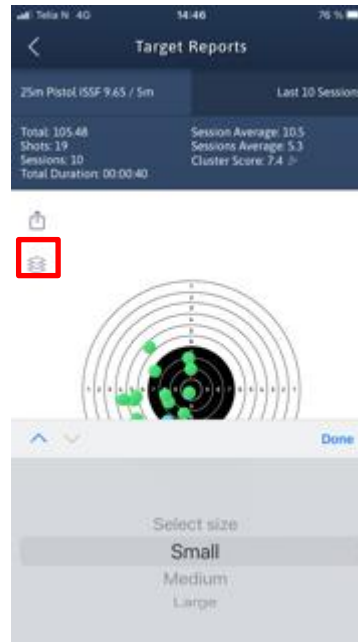 Telia N 4G 14:46 76 %
Target Reports
25m Pistol ISSF 9.65 / 5m Last 10 Session
Total: 105.48 Session Average: 10.5
Shots: 19 Sessions Average: 5.3
Sessions: 10 Cluster Score: 7.4
Total Duration: 00:00:40
Done
Select size
Small
Medium
Large